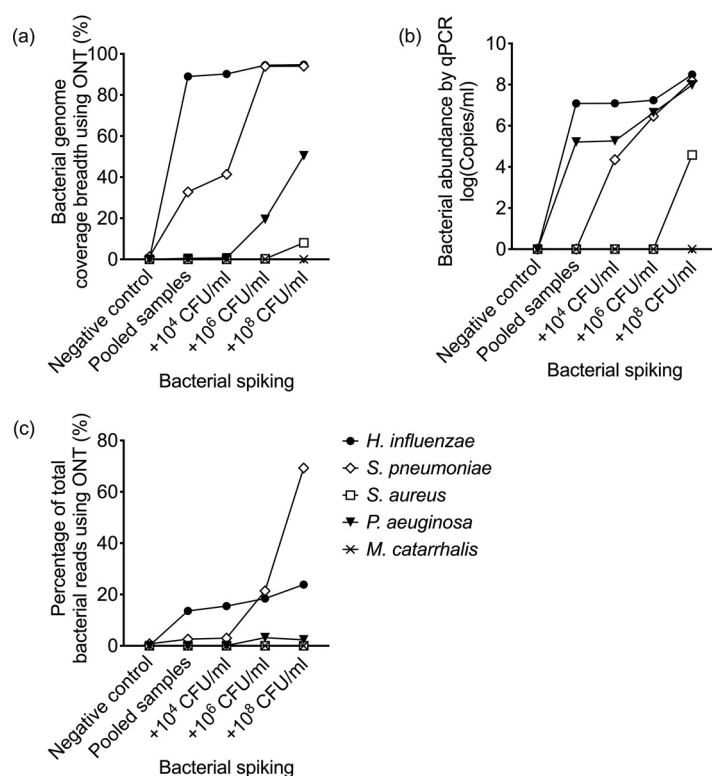 (a)
Bacterial genome
coverage breadth using ONT (%)
100
80
60
40
20
0
Negative control
Pooled samples
+10⁴ CFU/ml
+10⁶ CFU/ml
+10⁸ CFU/ml
Bacterial spiking
(b)
Bacterial abundance by qPCR
log(Copies/ml)
10
8
6
4
2
0
Negative control
Pooled samples
+10⁴ CFU/ml
+10⁶ CFU/ml
+10⁸ CFU/ml
Bacterial spiking
(c)
Percentage of total
bacterial reads using ONT (%)
80
60
40
20
0
Negative control
Pooled samples
+10⁴ CFU/ml
+10⁶ CFU/ml
+10⁸ CFU/ml
Bacterial spiking
H. influenzae
S. pneumoniae
S. aureus
P. aeuginosa
M. catarrhalis